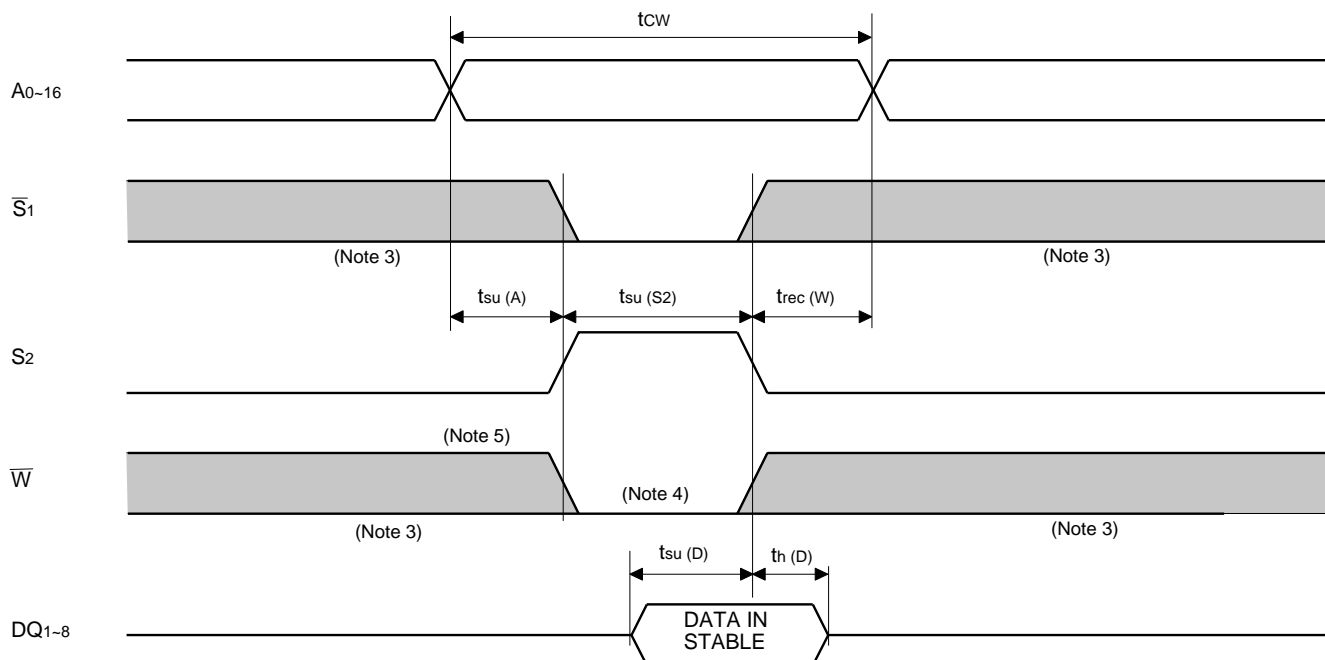 tCW
A0~16
S1
(Note 3) (Note 3)
tsu (A) tsu (S2) trec (W)
S2
(Note 5)
W
(Note 4)
(Note 3) (Note 3)
tsu (D) th (D)
DQ1~8
DATA IN
STABLE